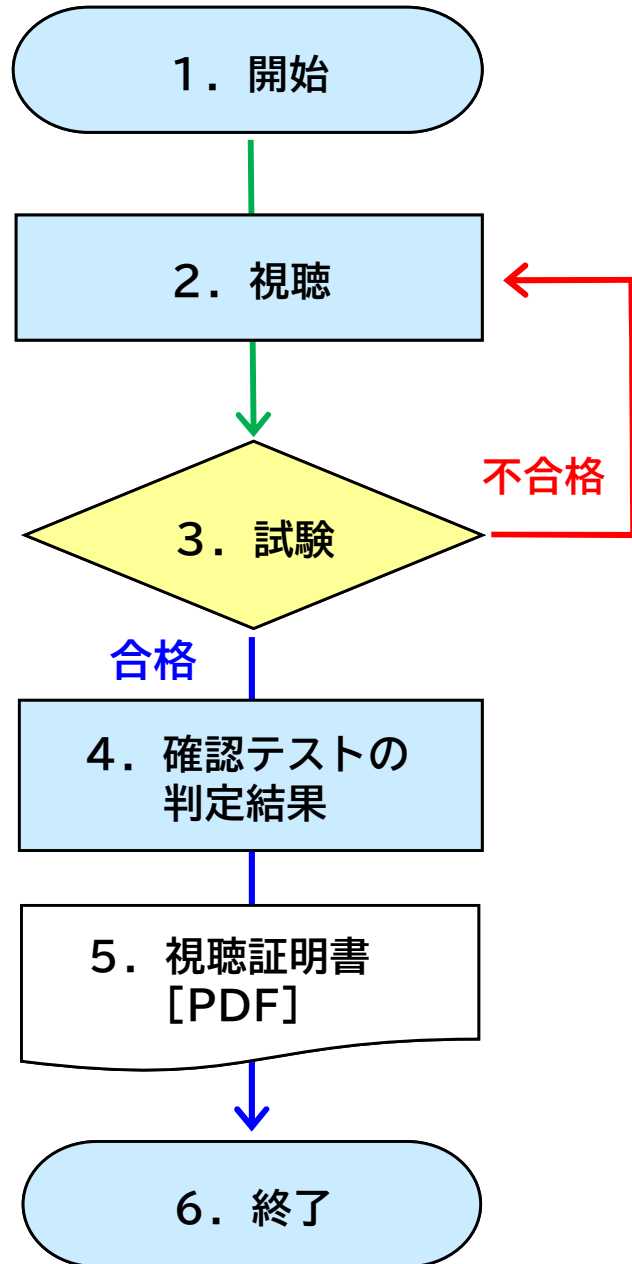 １．開始
２．視聴
不合格
３．試験
合格
４．確認テストの
判定結果
５．視聴証明書
［PDF］
６．終了